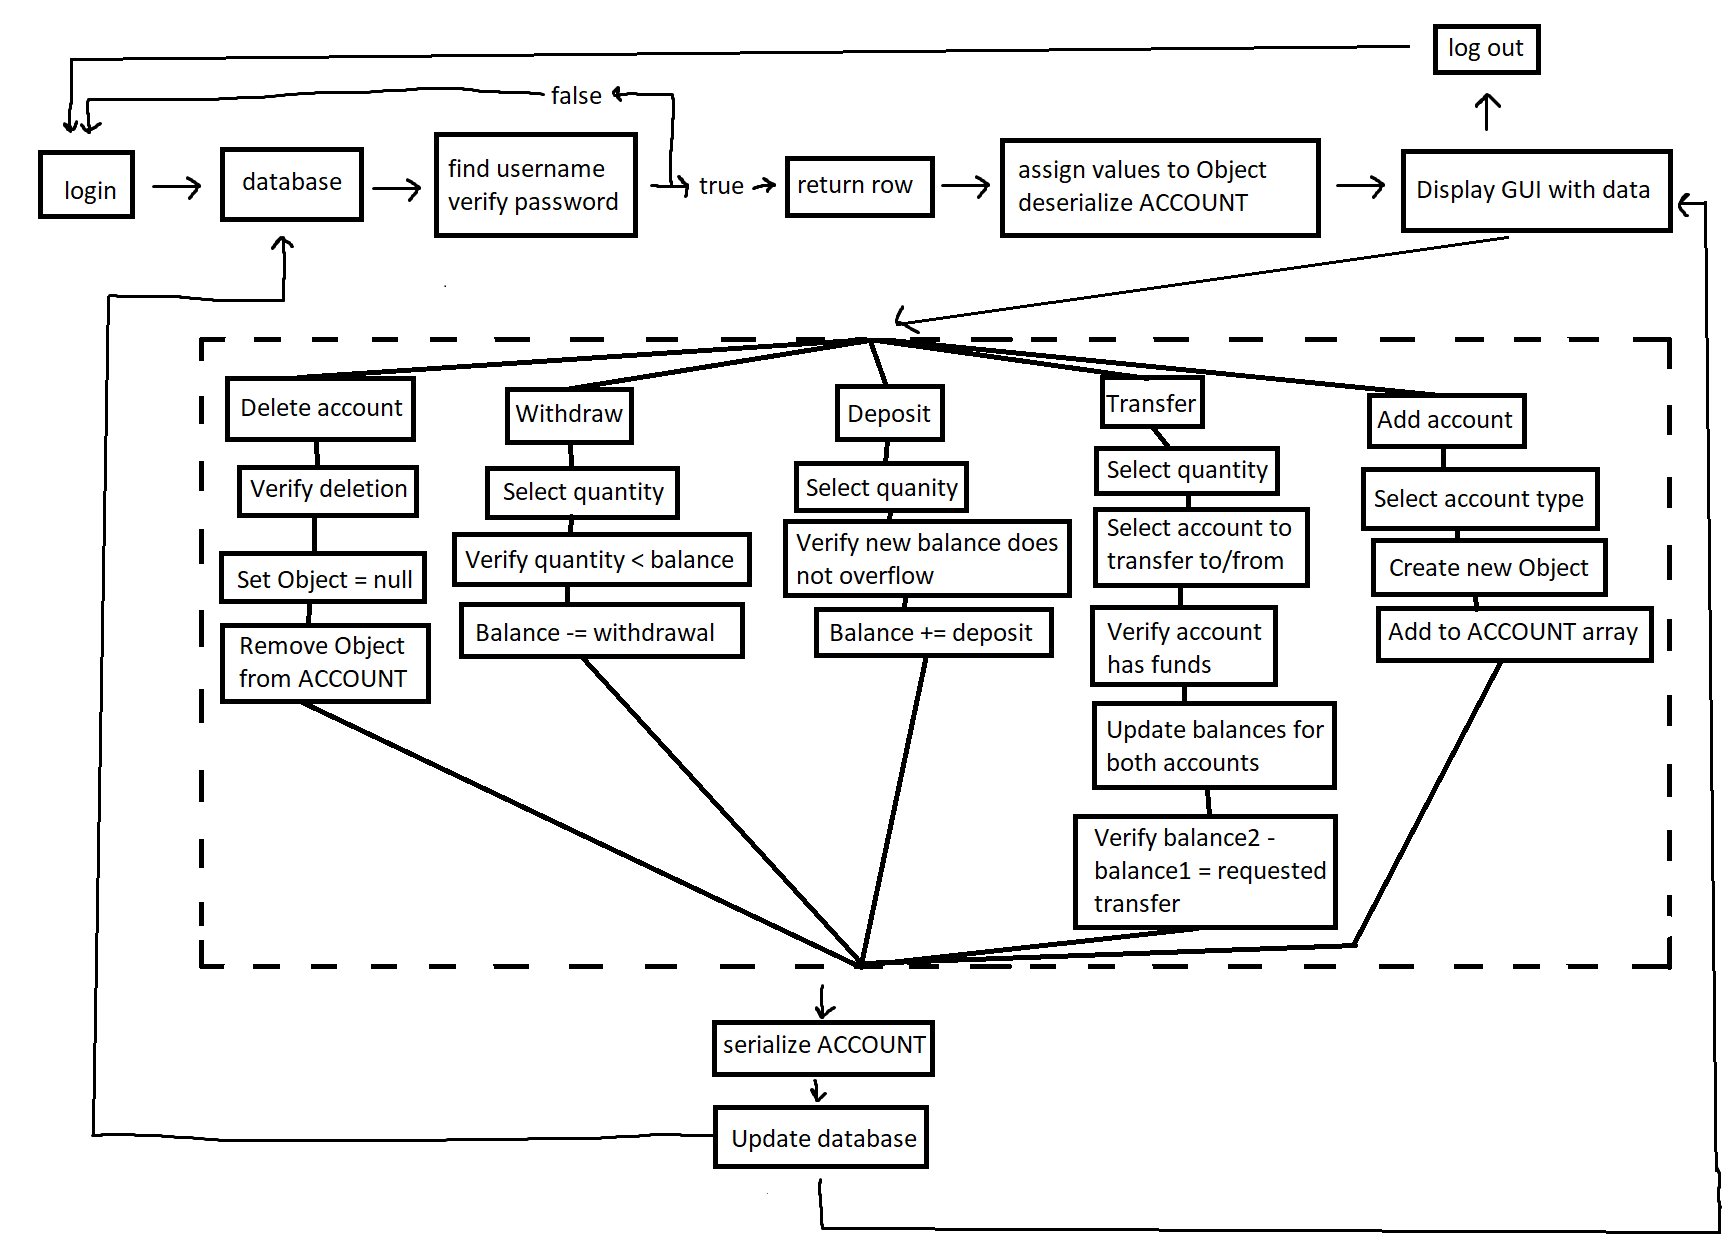 log out
false
login
database
find username
verify password
true
return row
assign values to Object
deserialize ACCOUNT
Display GUI with data
Delete account
Verify deletion
Set Object = null
Remove Object
from ACCOUNT
Withdraw
Select quantity
Verify quantity < balance
Balance -= withdrawal
Deposit
Select quanity
Verify new balance does
not overflow
Balance += deposit
Transfer
Select quantity
Select account to
transfer to/from
Verify account
has funds
Update balances for
both accounts
Verify balance2 -
balance1 = requested
transfer
Add account
Select account type
Create new Object
Add to ACCOUNT array
serialize ACCOUNT
Update database